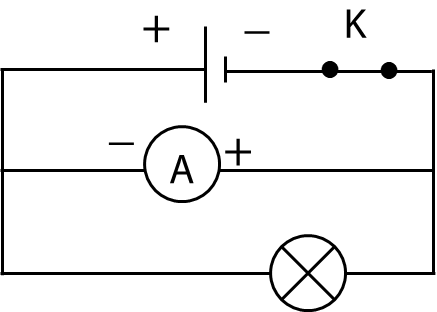 + − K
− A +